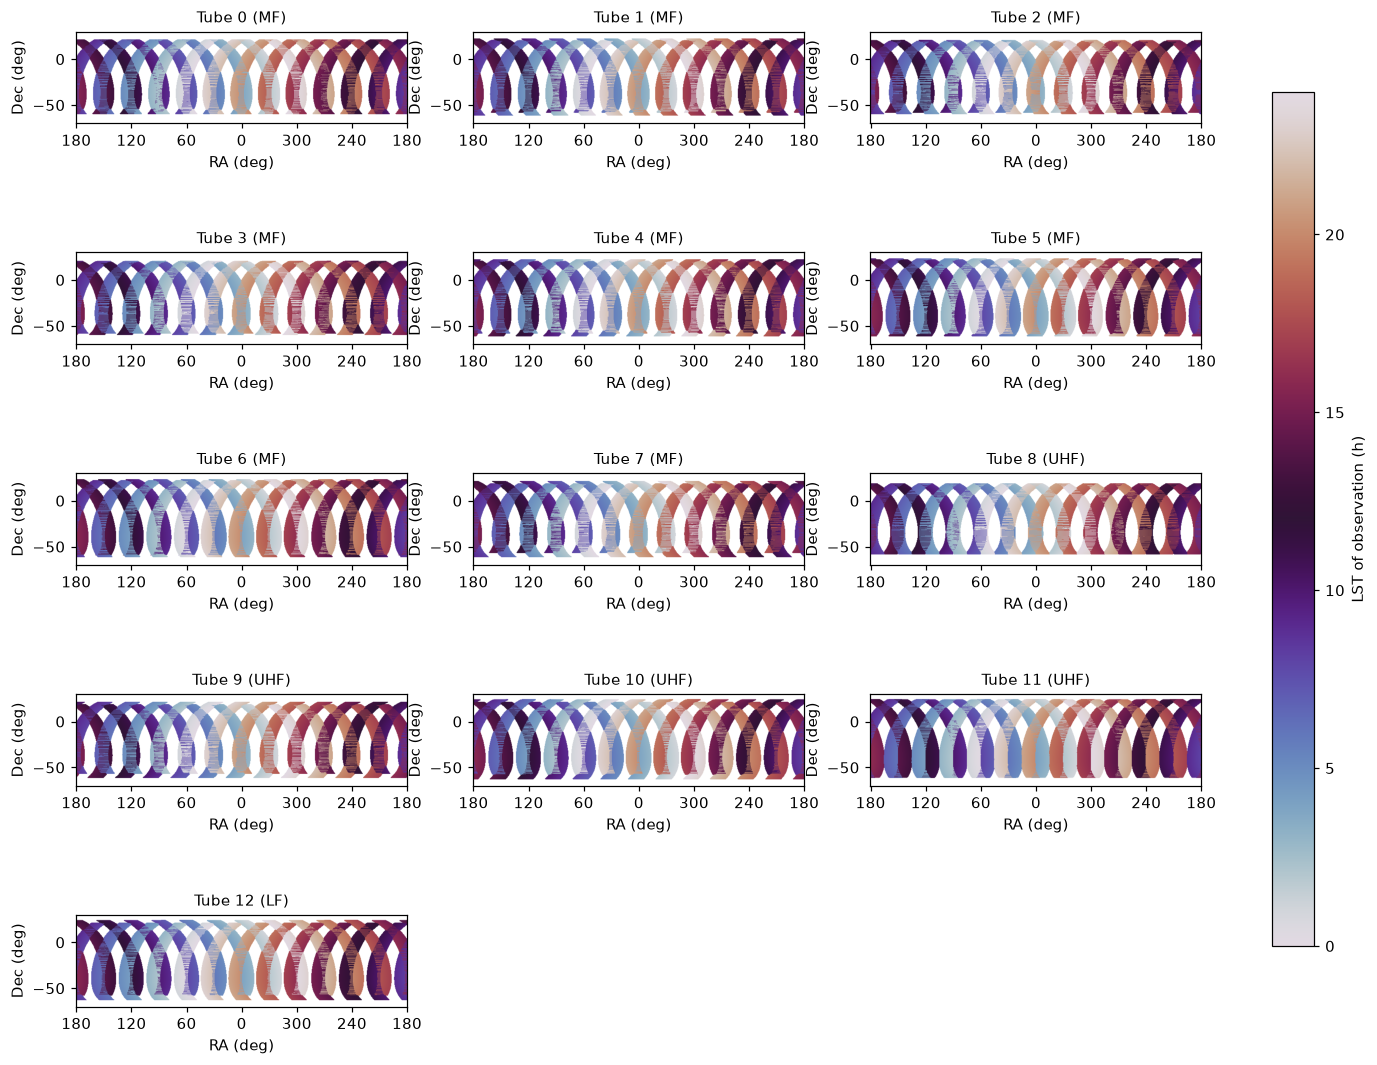 Tube 0 (MF)
Tube 1 (MF)
Tube 2 (MF)
Dec (deg)
0
−50
Dec (deg)
0
−50
Dec (deg)
0
−50
180 120 60 0 300 240 180
180 120 60 0 300 240 180
180 120 60 0 300 240 180
RA (deg)
RA (deg)
RA (deg)
Tube 3 (MF)
Tube 4 (MF)
Tube 5 (MF)
Dec (deg)
0
−50
Dec (deg)
0
−50
Dec (deg)
0
−50
180 120 60 0 300 240 180
180 120 60 0 300 240 180
180 120 60 0 300 240 180
RA (deg)
RA (deg)
RA (deg)
Tube 6 (MF)
Tube 7 (MF)
Tube 8 (UHF)
Dec (deg)
0
−50
Dec (deg)
0
−50
Dec (deg)
0
−50
180 120 60 0 300 240 180
180 120 60 0 300 240 180
180 120 60 0 300 240 180
RA (deg)
RA (deg)
RA (deg)
Tube 9 (UHF)
Tube 10 (UHF)
Tube 11 (UHF)
Dec (deg)
0
−50
Dec (deg)
0
−50
Dec (deg)
0
−50
180 120 60 0 300 240 180
180 120 60 0 300 240 180
180 120 60 0 300 240 180
RA (deg)
RA (deg)
RA (deg)
Tube 12 (LF)
Dec (deg)
0
−50
180 120 60 0 300 240 180
RA (deg)
20
15
10
5
0
LST of observation (h)